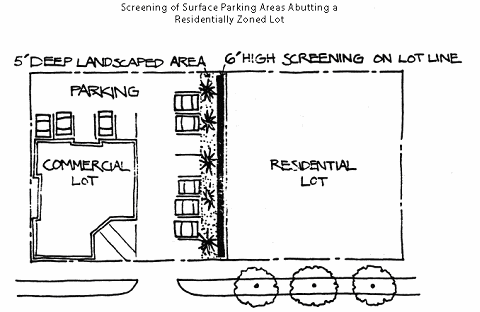 Screening of Surface Parking Areas Abutting a
Residentially Zoned Lot
5' DEEP LANDSCAPED AREA
6' HIGH SCREENING ON LOT LINE
PARKING
COMMERCIAL
LOT
RESIDENTIAL
LOT